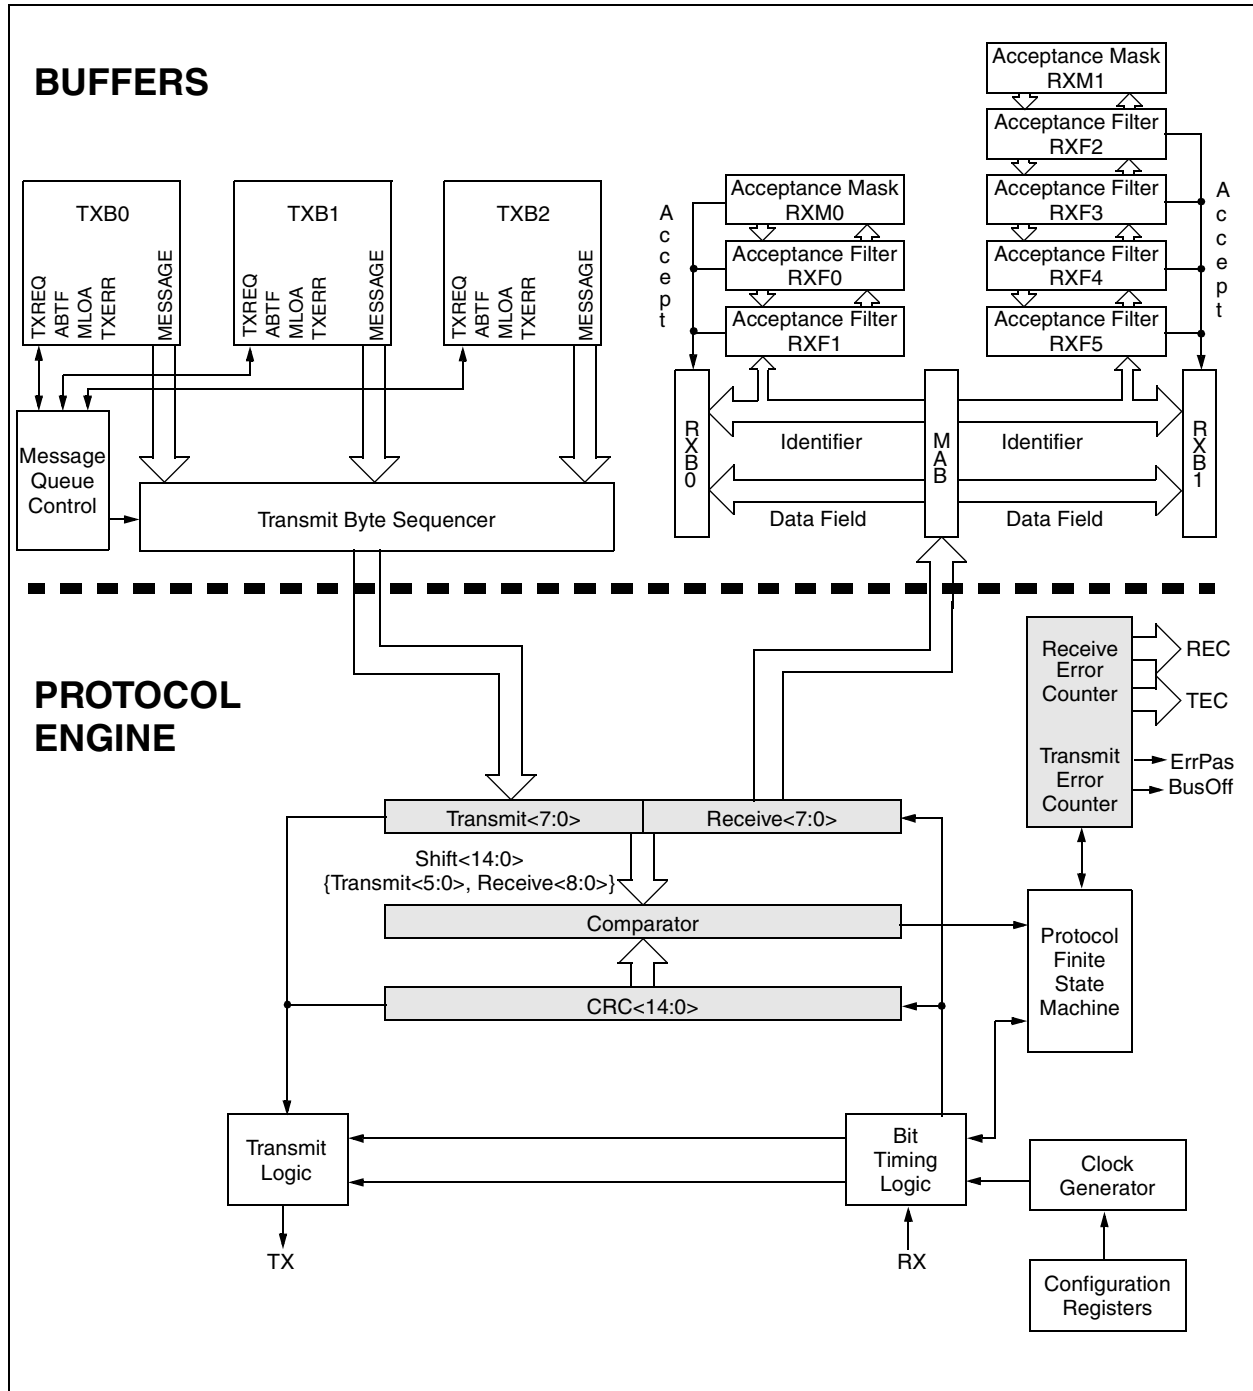 BUFFERS
TXB0
TXREQ
ABTF
MLOA
TXERR
MESSAGE
TXB1
TXREQ
ABTF
MLOA
TXERR
MESSAGE
TXB2
TXREQ
ABTF
MLOA
TXERR
MESSAGE
Message
Queue
Control
Transmit Byte Sequencer
Accept
Acceptance Mask
RXM0
Acceptance Filter
RXF0
Acceptance Filter
RXF1
Acceptance Mask
RXM1
Acceptance Filter
RXF2
Acceptance Filter
RXF3
Acceptance Filter
RXF4
Acceptance Filter
RXF5
Accept
RXB0
Identifier
Data Field
MAB
Identifier
Data Field
RXB1
PROTOCOL
ENGINE
Receive
Error
Counter
Transmit
Error
Counter
REC
TEC
ErrPas
BusOff
Transmit<7:0>
Receive<7:0>
Shift<14:0>
{Transmit<5:0>, Receive<8:0>}
Comparator
CRC<14:0>
Protocol
Finite
State
Machine
Transmit
Logic
Bit
Timing
Logic
Clock
Generator
TX
RX
Configuration
Registers